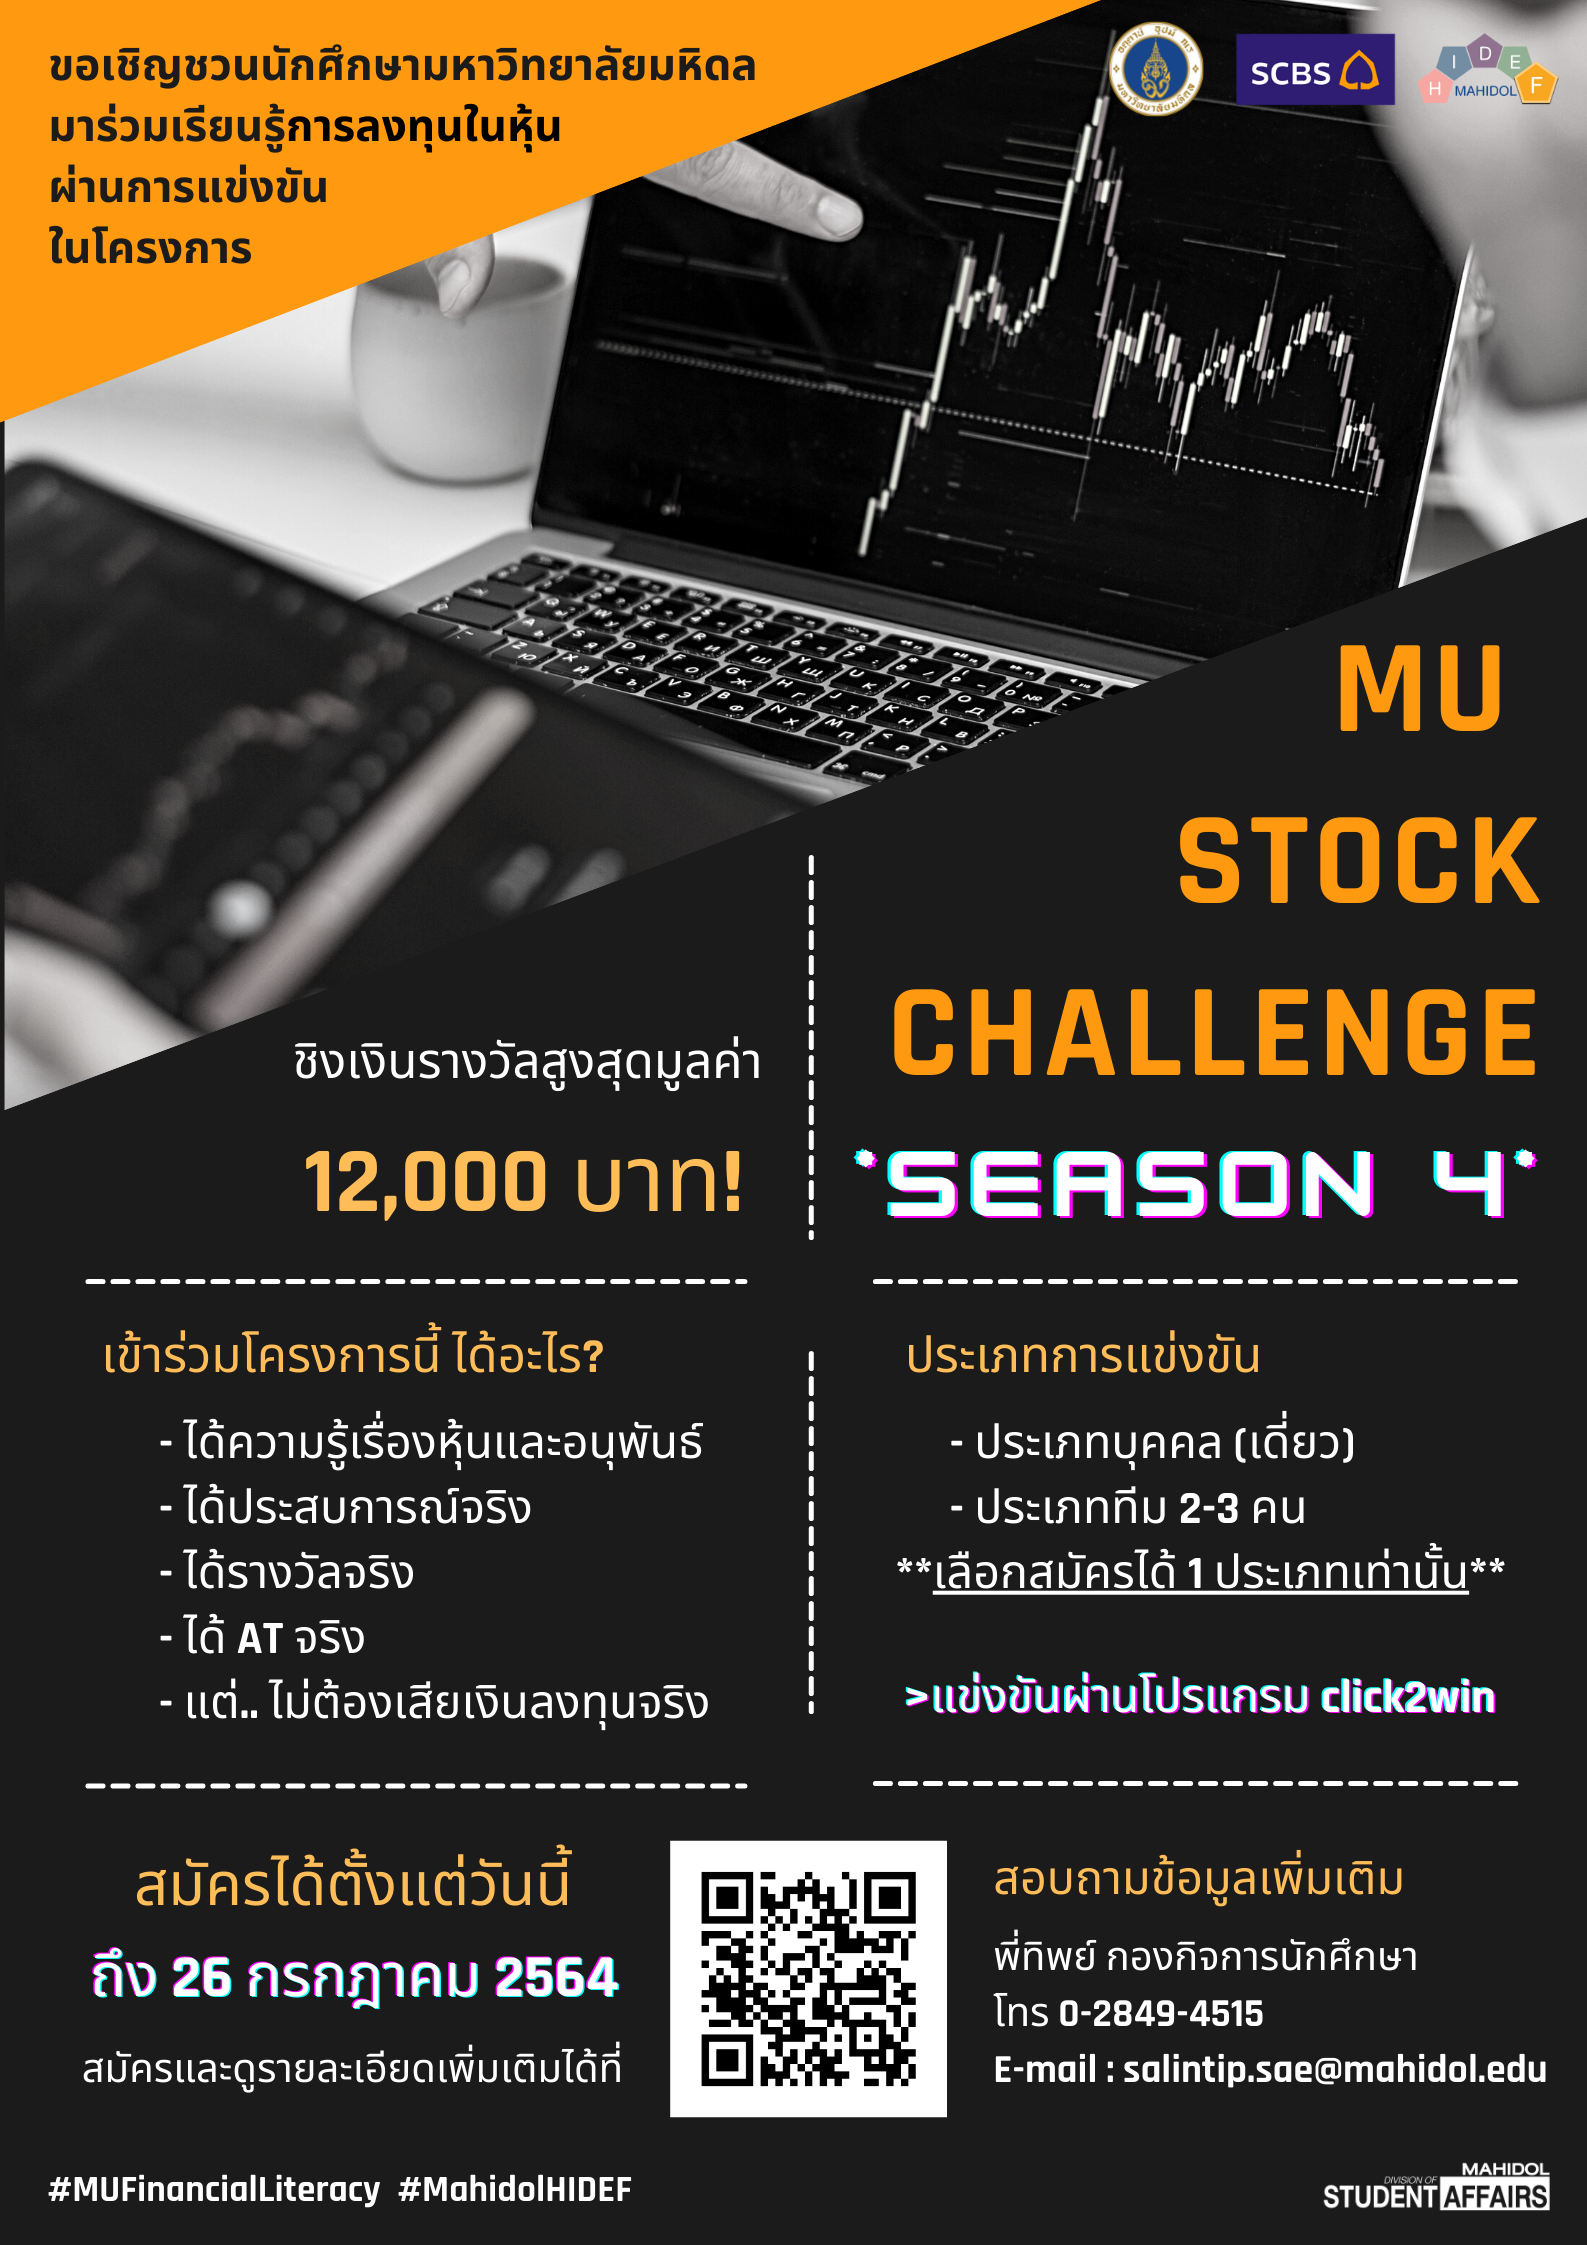 ขอเชิญชวนนักศึกษามหาวิทยาลัยมหิดล
มาร่วมเรียนรู้การลงทุนในหุ้น
ผ่านการแข่งขัน
ในโครงการ
SCBS
H I D E F
MAHIDOL
MU
STOCK
CHALLENGE
*SEASON 4*
ชิงเงินรางวัลสูงสุดมูลค่า
12,000 บาท!
เข้าร่วมโครงการนี้ ได้อะไร?
- ได้ความรู้เรื่องหุ้นและอนุพันธ์
- ได้ประสบการณ์จริง
- ได้รางวัลจริง
- ได้ AT จริง
- แต่.. ไม่ต้องเสียเงินลงทุนจริง
ประเภทการแข่งขัน
- ประเภทบุคคล (เดี่ยว)
- ประเภททีม 2-3 คน
**เลือกสมัครได้ 1 ประเภทเท่านั้น**
>แข่งขันผ่านโปรแกรม click2win
สมัครได้ตั้งแต่วันนี้
ถึง 26 กรกฎาคม 2564
สมัครและดูรายละเอียดเพิ่มเติมได้ที่
สอบถามข้อมูลเพิ่มเติม
พี่ทิพย์ กองกิจการนักศึกษา
โทร 0-2849-4515
E-mail : salintip.sae@mahidol.edu
#MUFinancialLiteracy #MahidolHIDEF
MAHIDOL
DIVISION OF
STUDENT AFFAIRS